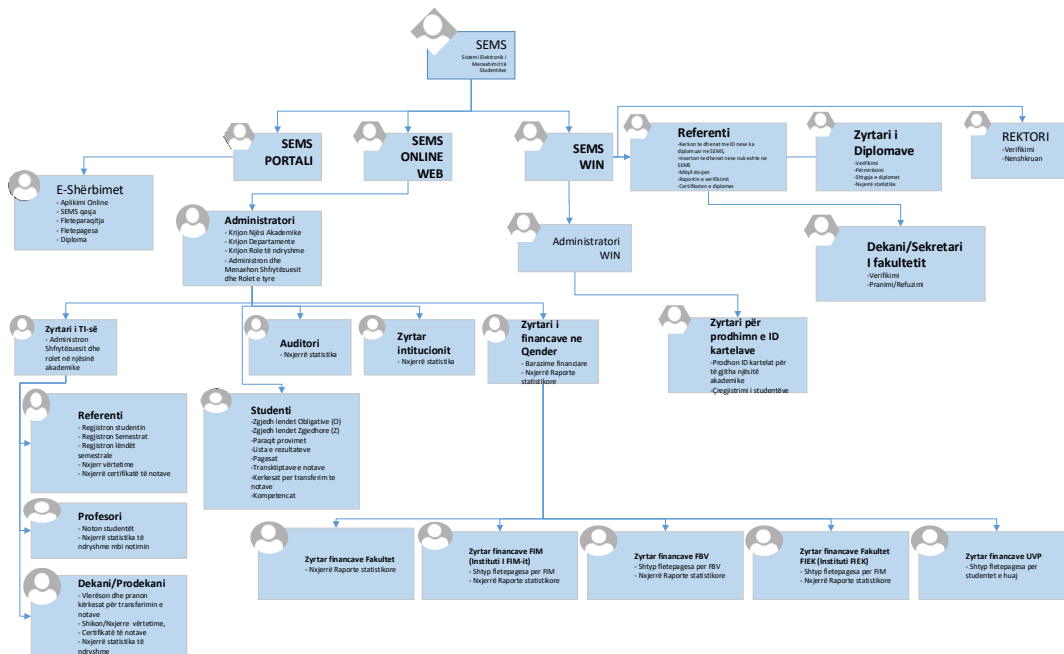 SEMS
Sistemi Elektronik i
Menaxhimit të
Studentëve
SEMS
PORTALI
SEMS
ONLINE
WEB
SEMS
WIN
Referenti
-Kerkon te dhenat me ID nese ka
diplomuar ne SEMS,
-Inserton te dhenat nese nuk eshte ne
SEMS
-Mbyll dosjen
-Raportin e verifikimit
-Certifikaten e diplomes
Zyrtari i
Diplomave
-Verifikimi
-Përmirësimi
-Shtypja e diplomat
-Nxjerrë statistika
REKTORI
-Verifikimi
-Nenshkruan
E-Shërbimet
- Aplikimi Online
- SEMS qasja
- Fleteparaqitja
- Fletepagesa
- Diploma
Administratori
- Krijon Njësi Akademike
- Krijon Departamente
- Krijon Role të ndryshme
- Administron dhe
Menaxhon Shfrytëzuesit
dhe Rolet e tyre
Administratori
WIN
Dekani/Sekretari
I fakultetit
-Verifikimi
-Pranimi/Refuzimi
Zyrtari i TI-së
- Administron
Shfrytëzuesit dhe
rolet në njësinë
akademike
Auditori
- Nxjerrë statistika
Zyrtar
intitucionit
- Nxjerrë statistika
Zyrtari i
financave ne
Qender
- Barazime financiare
- Nxjerrë Raporte
statistikore
Zyrtari për
prodhimn e ID
kartelave
-Prodhon ID kartelat për
të gjitha njësitë
akademike
-Çregjistrimi i studentëve
Referenti
- Regjistron studentin
- Regjistron Semestrat
- Regjistron lëndët
semestrale
- Nxjerr vërtetime
- Nxjerrë certifikatë të notave
Studenti
-Zgjedh lendet Obligative (O)
-Zgjedh lendet Zgjedhore (Z)
-Paraqit provimet
-Lista e rezultateve
-Pagesat
-Transktiptave e notave
-Kerkesat per transferim te
notave
-Kompetencat
Profesori
- Noton studentët
- Nxjerrë statistika të
ndryshme mbi notimin
Dekani/Prodekani
- Vlerëson dhe pranon
kërkesat për transferimin e
notave
- Shikon/Nxjerre vërtetime,
- Certifikatë të notave
- Nxjerrë statistika të
ndryshme
Zyrtar financave Fakultet
- Nxjerrë Raporte statistikore
Zyrtar financave FIM
(Instituti I FIM-it)
- Shtyp fletepagesa për FIM
- Nxjerrë Raporte statistikore
Zyrtar financave FBV
- Shtyp fletepagesa per FBV
- Nxjerrë Raporte statistikore
Zyrtar financave Fakultet
FIEK (Instituti FIEK)
- Shtyp fletepagesa per FIM
- Nxjerrë Raporte statistikore
Zyrtar financave UVP
- Shtyp fletepagesa per
studentet e huaj